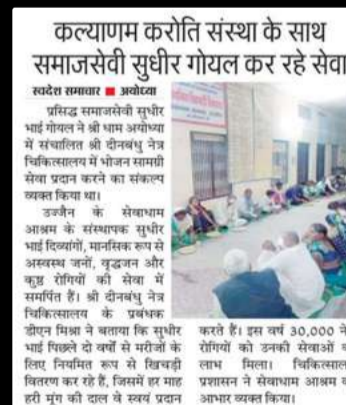 कल्याणम करोति संस्था के साथ
समाजसेवी सुधीर गोयल कर रहे सेवा
स्वदेश समाचार ■ अयोध्या
प्रसिद्ध समाजसेवी सुधीर
भाई गोयल ने श्री धाम अयोध्या
में संचालित श्री दीनबंधु नेत्र
चिकित्सालय में भोजन सामग्री
सेवा प्रदान करने का संकल्प
व्यक्त किया था।
उज्जैन के सेवाधाम
आश्रम के संस्थापक सुधीर
भाई दिव्यांगों, मानसिक रूप से
अस्वस्थ जनों, वृद्धजन और
कुष्ठ रोगियों की सेवा में
समर्पित हैं। श्री दीनबंधु नेत्र
चिकित्सालय के प्रबंधक
डीएन मिश्रा ने बताया कि सुधीर
भाई पिछले दो वर्षों से मरीजों के
लिए नियमित रूप से खिचड़ी
वितरण कर रहे हैं, जिसमें हर माह
हरी मूंग की दाल वे स्वयं प्रदान
करते हैं। इस वर्ष 30,000 ने
रोगियों को उनकी सेवाओं
लाभ मिला। चिकित्साल
प्रशासन ने सेवाधाम आश्रम
आभार व्यक्त किया।